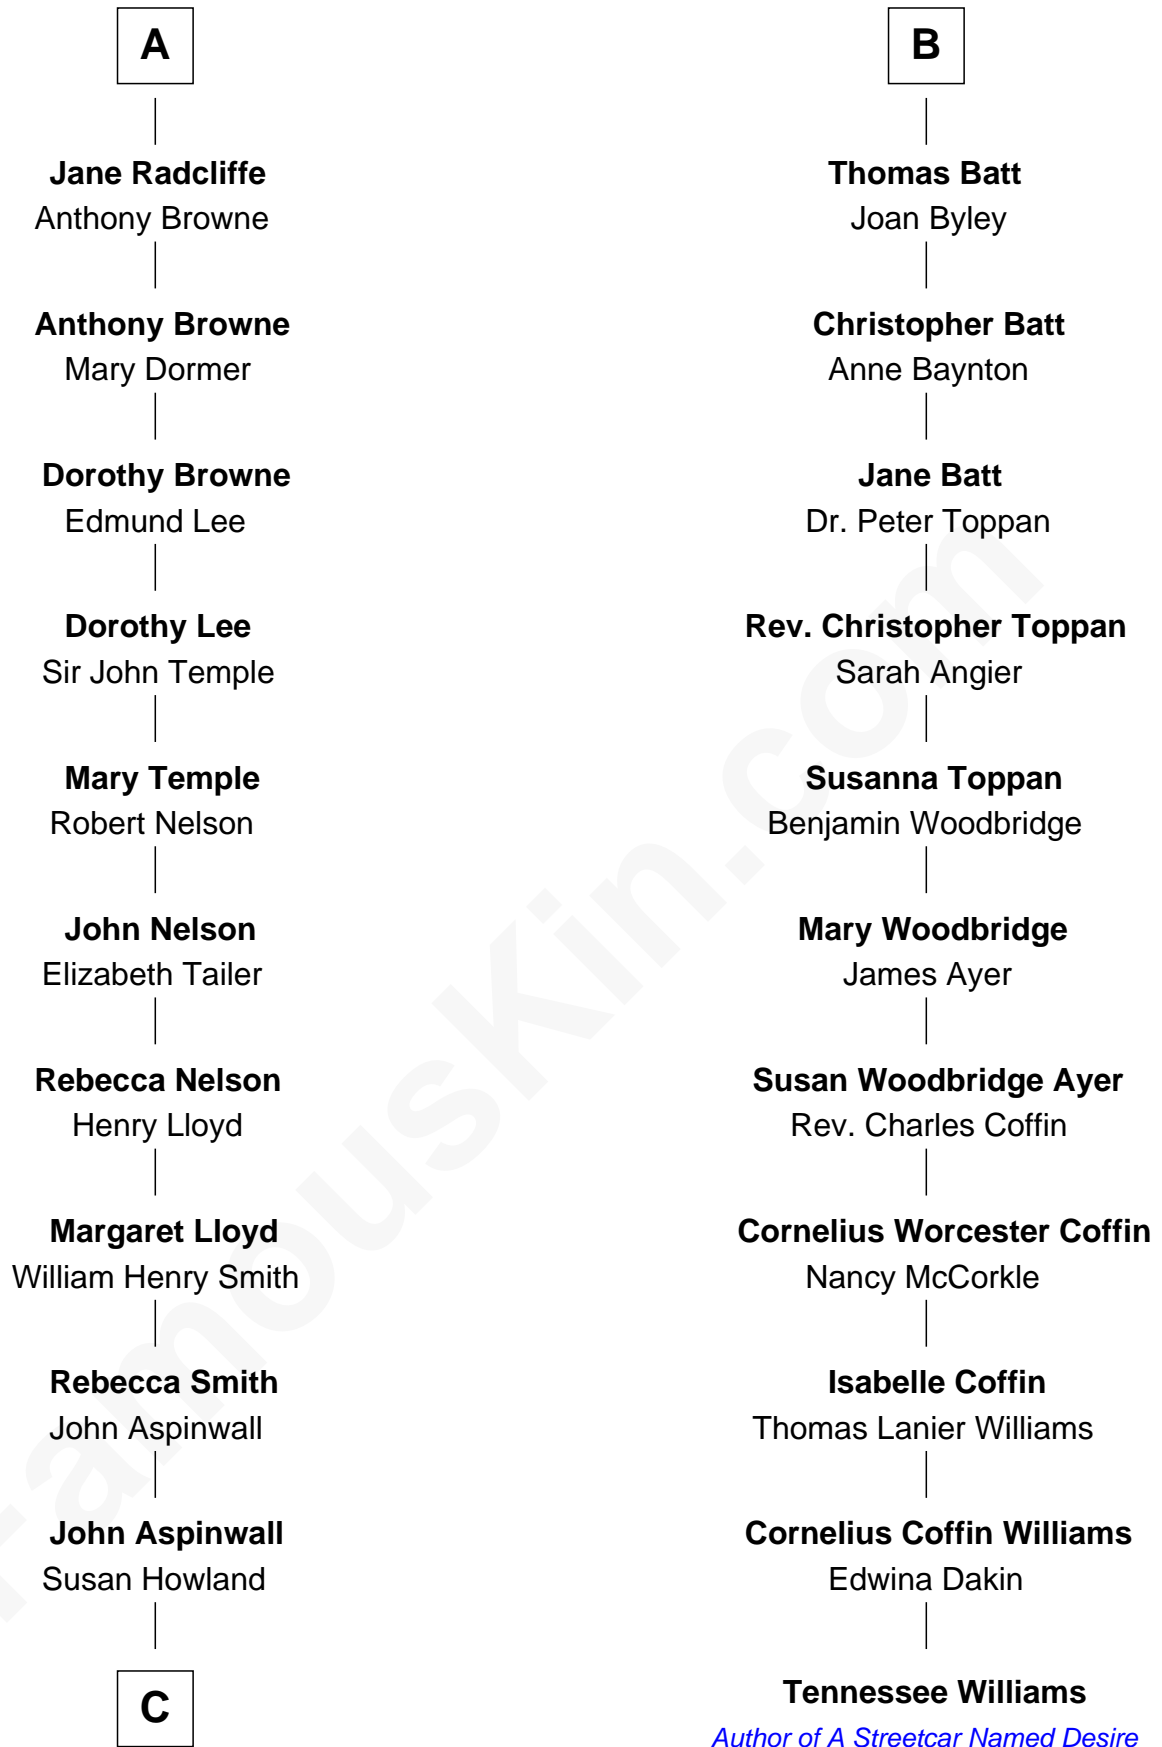 A
Jane Radcliffe
Anthony Browne
Anthony Browne
Mary Dormer
Dorothy Browne
Edmund Lee
Dorothy Lee
Sir John Temple
Mary Temple
Robert Nelson
John Nelson
Elizabeth Tailer
Rebecca Nelson
Henry Lloyd
Margaret Lloyd
William Henry Smith
Rebecca Smith
John Aspinwall
John Aspinwall
Susan Howland
C
B
Thomas Batt
Joan Byley
Christopher Batt
Anne Baynton
Jane Batt
Dr. Peter Toppan
Rev. Christopher Toppan
Sarah Angier
Susanna Toppan
Benjamin Woodbridge
Mary Woodbridge
James Ayer
Susan Woodbridge Ayer
Rev. Charles Coffin
Cornelius Worcester Coffin
Nancy McCorkle
Isabelle Coffin
Thomas Lanier Williams
Cornelius Coffin Williams
Edwina Dakin
Tennessee Williams
Author of A Streetcar Named Desire
FamousKin.com